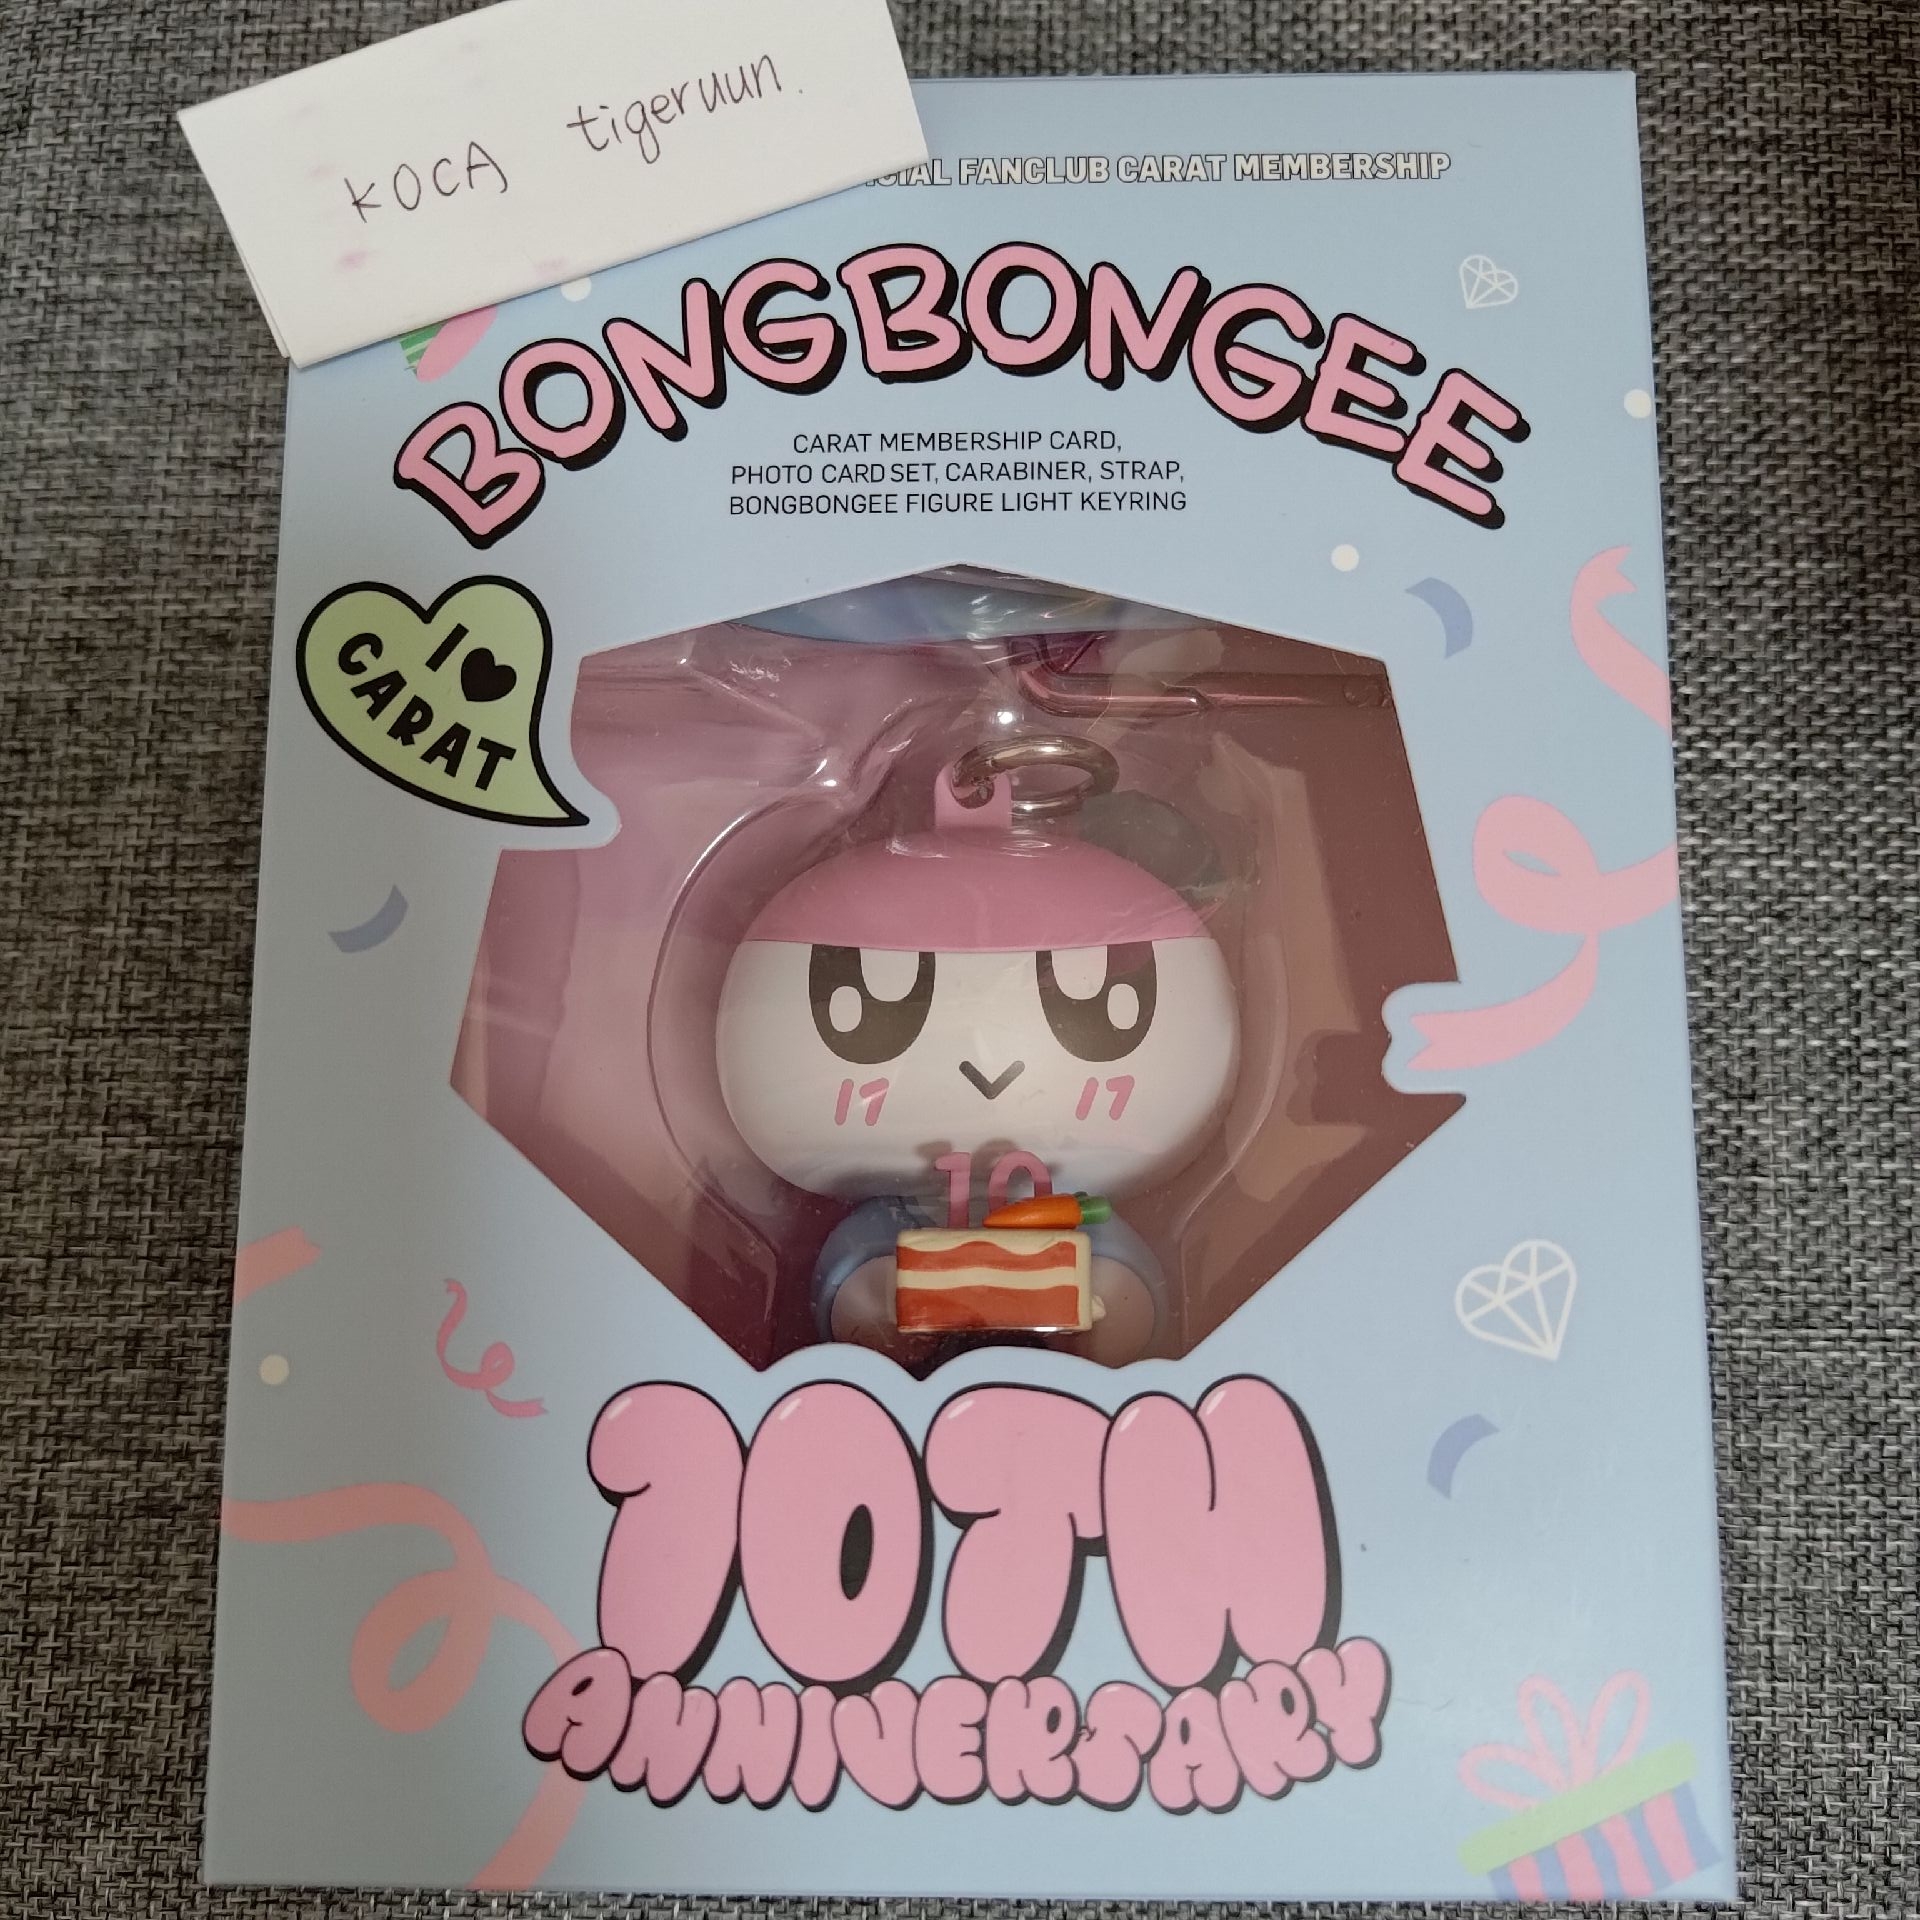 KOCA tigeruun.
FANCLUB CARAT MEMBERSHIP
BONGBONGEE
CARAT MEMBERSHIP CARD,
PHOTO CARD SET, CARABINER, STRAP,
BONGBONGEE FIGURE LIGHT KEYRING
I ♥
CARAT
17 17
10
10TH
ANNIVERSARY